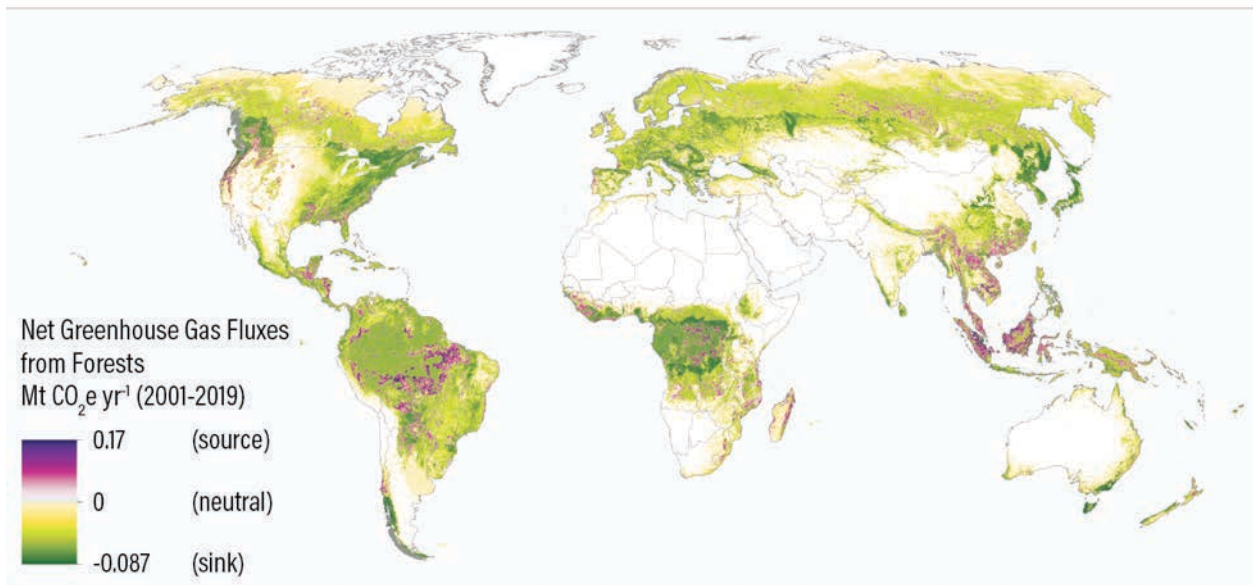 Net Greenhouse Gas Fluxes
from Forests
Mt CO₂e yr⁻¹ (2001-2019)
0.17 (source)
0 (neutral)
-0.087 (sink)